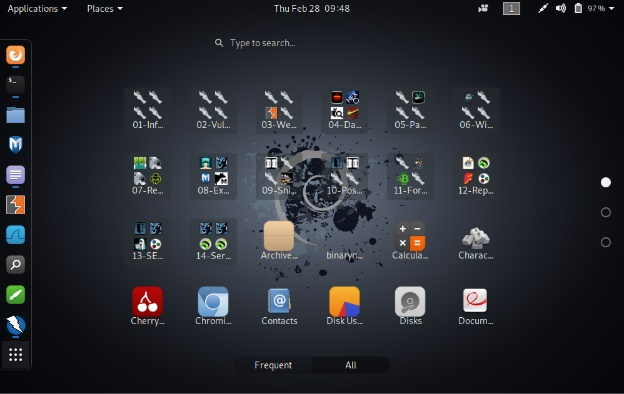 Applications Places Thu Feb 28 09:48 1 97%
Type to search...
01-Inf... 02-Vul... 03-We... 04-Da... 05-Pa... 06-Wi...
07-Re... 08-Ex... 09-Sni... 10-Pos... 11-For... 12-Rep...
13-SE... 14-Ser... Archive... binaryn... Calcula... Charac...
Cherry... Chromi... Contacts Disk Us... Disks Docum...
Frequent All